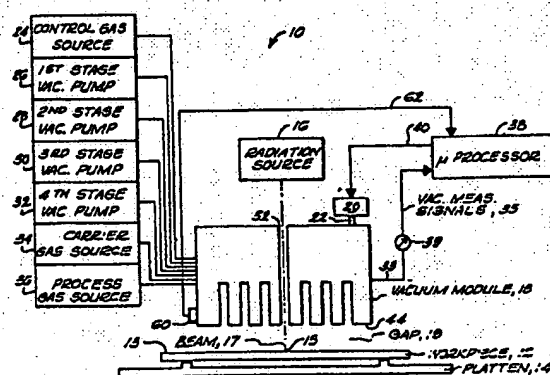 10
24 CONTROL GAS
SOURCE
26 1ST STAGE
VAC. PUMP
28 2ND STAGE
VAC. PUMP
30 3RD STAGE
VAC. PUMP
32 4TH STAGE
VAC. PUMP
34 CARRIER
GAS SOURCE
36 PROCESS
GAS SOURCE
62
16
RADIATION
SOURCE
40
38
µ PROCESSOR
52
20
22
VAC. MEAS.
SIGNALS, 35
39
33
VACUUM MODULE, 18
60
44
BEAM, 17
15
GAP, 18
13
WORKPIECE, 12
PLATTEN, 14